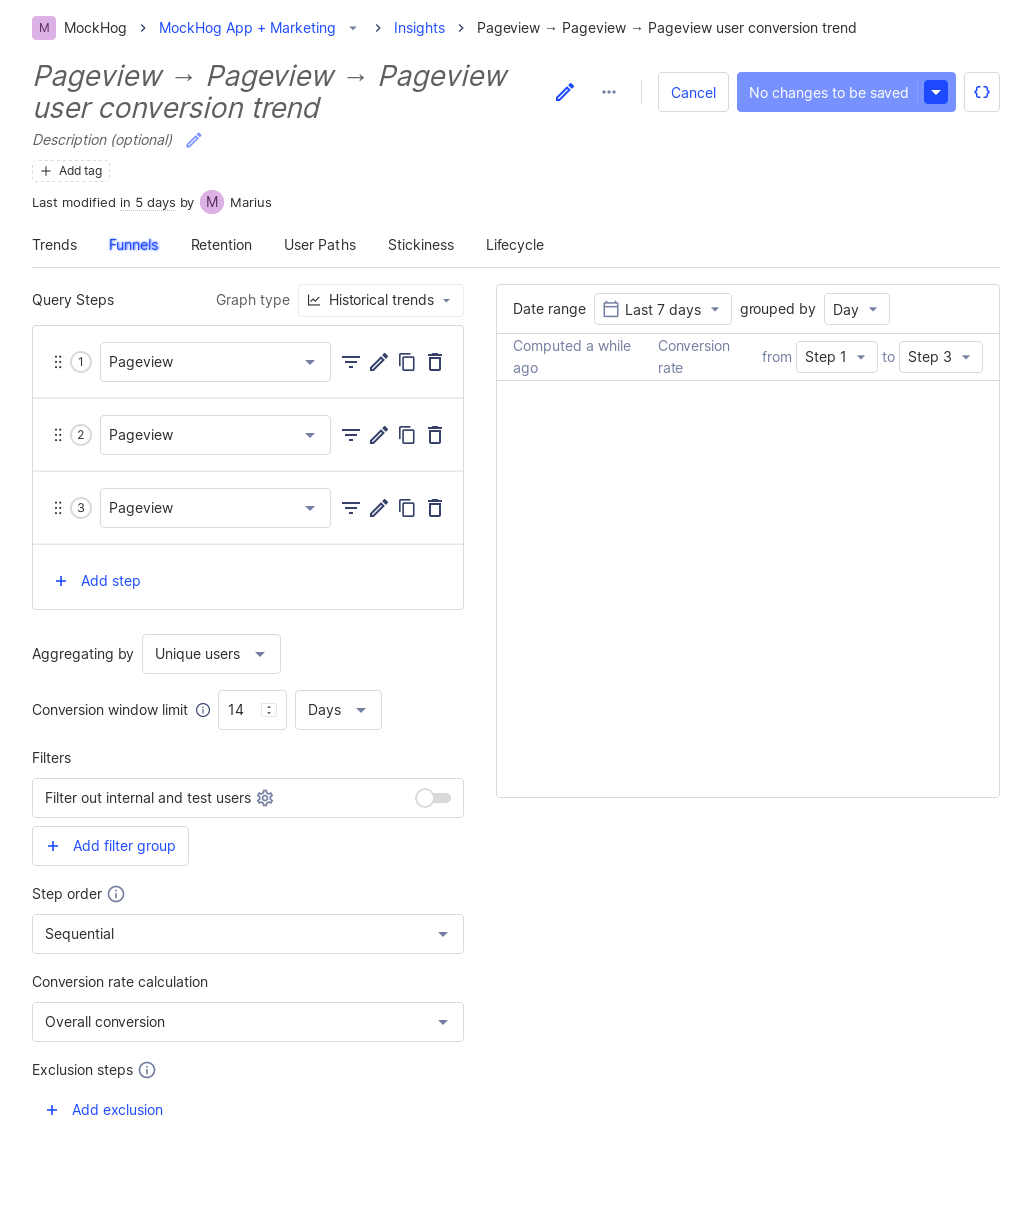 M MockHog MockHog App + Marketing Insights Pageview → Pageview → Pageview user conversion trend
Pageview → Pageview → Pageview
user conversion trend
Cancel No changes to be saved
Description (optional)
Add tag
Last modified in 5 days by M Marius
Trends Funnels Retention User Paths Stickiness Lifecycle
Query Steps Graph type Historical trends
1 Pageview
2 Pageview
3 Pageview
Add step
Aggregating by Unique users
Conversion window limit 14 Days
Filters
Filter out internal and test users
Add filter group
Step order
Sequential
Conversion rate calculation
Overall conversion
Exclusion steps
Add exclusion
Date range Last 7 days grouped by Day
Computed a while
ago
Conversion
rate
from Step 1 to Step 3